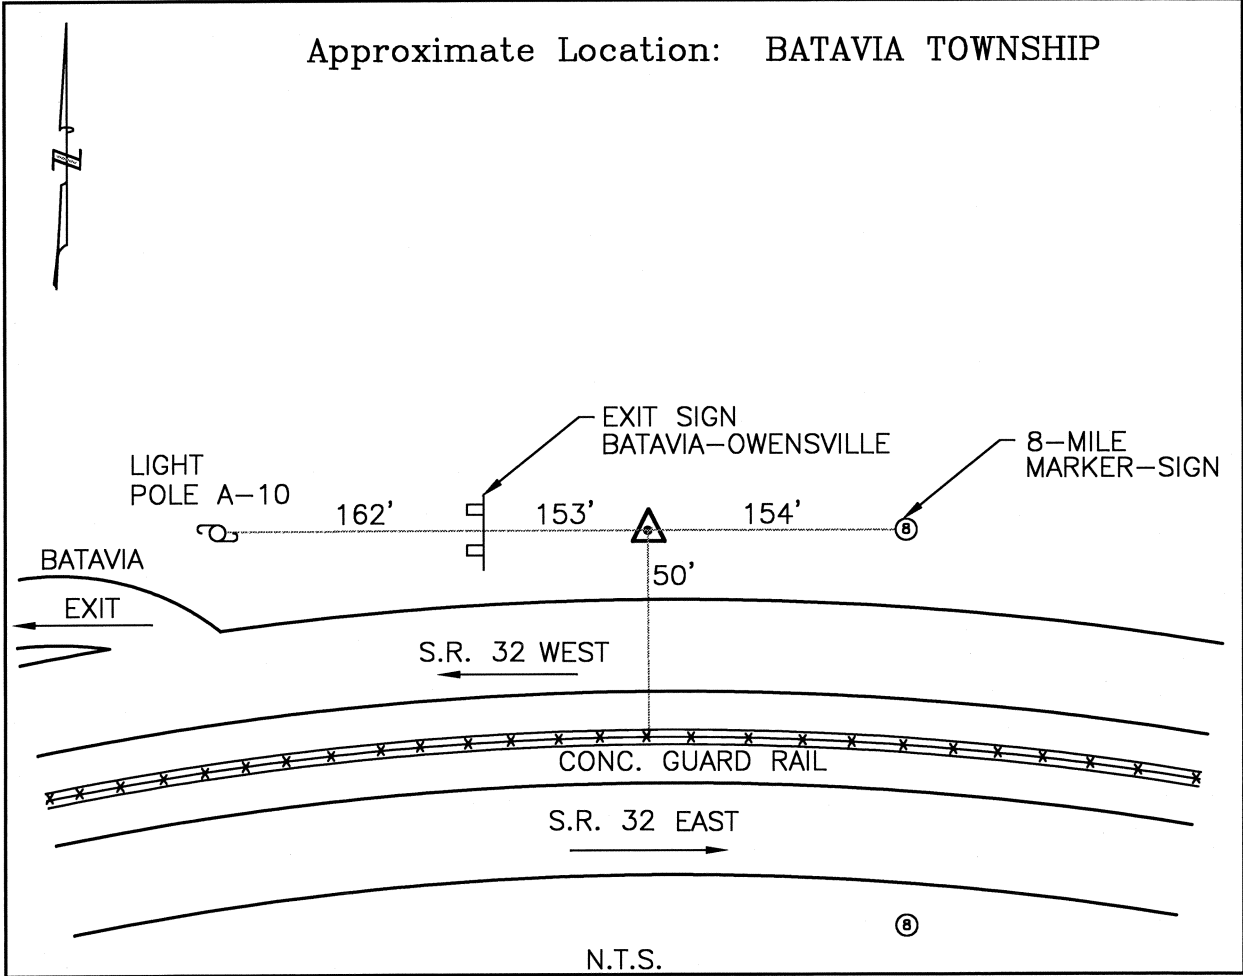 Approximate Location: BATAVIA TOWNSHIP
N
EXIT SIGN
BATAVIA-OWENSVILLE
8-MILE
MARKER-SIGN
LIGHT
POLE A-10
162'
153'
154'
8
50'
BATAVIA
EXIT
S.R. 32 WEST
CONC. GUARD RAIL
S.R. 32 EAST
8
N.T.S.